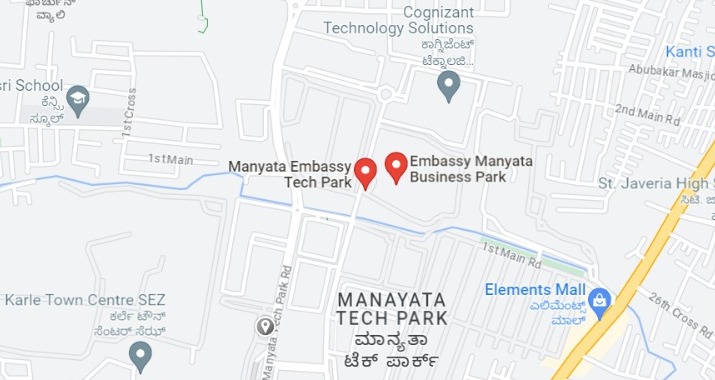 ಫಾರ್ಚೂನ್
ವ್ಯಾಲಿ
Cognizant
Technology Solutions
ಕಾಗ್ನಿಜೆಂಟ್
ಟೆಕ್ನಾಲಜಿ...
Kanti S
Abubakar Masjid
sri School
ಕೆನ್ಸ್ರಿ
ಸ್ಕೂಲ್
1st Cross
2nd Main Rd
1st Main
Manyata Embassy
Tech Park
Embassy Manyata
Business Park
St. Javeria High S
1st Main Rd
Elements Mall
ಎಲಿಮೆಂಟ್ಸ್
ಮಾಲ್
26th Cross Rd
Karle Town Centre SEZ
ಕರ್ಲೆ ಟೌನ್
ಸೆಂಟರ್ ಸೆಝ್
Manyata Tech Park Rd
MANAYATA
TECH PARK
ಮಾನ್ಯತಾ
ಟೆಕ್ ಪಾರ್ಕ್